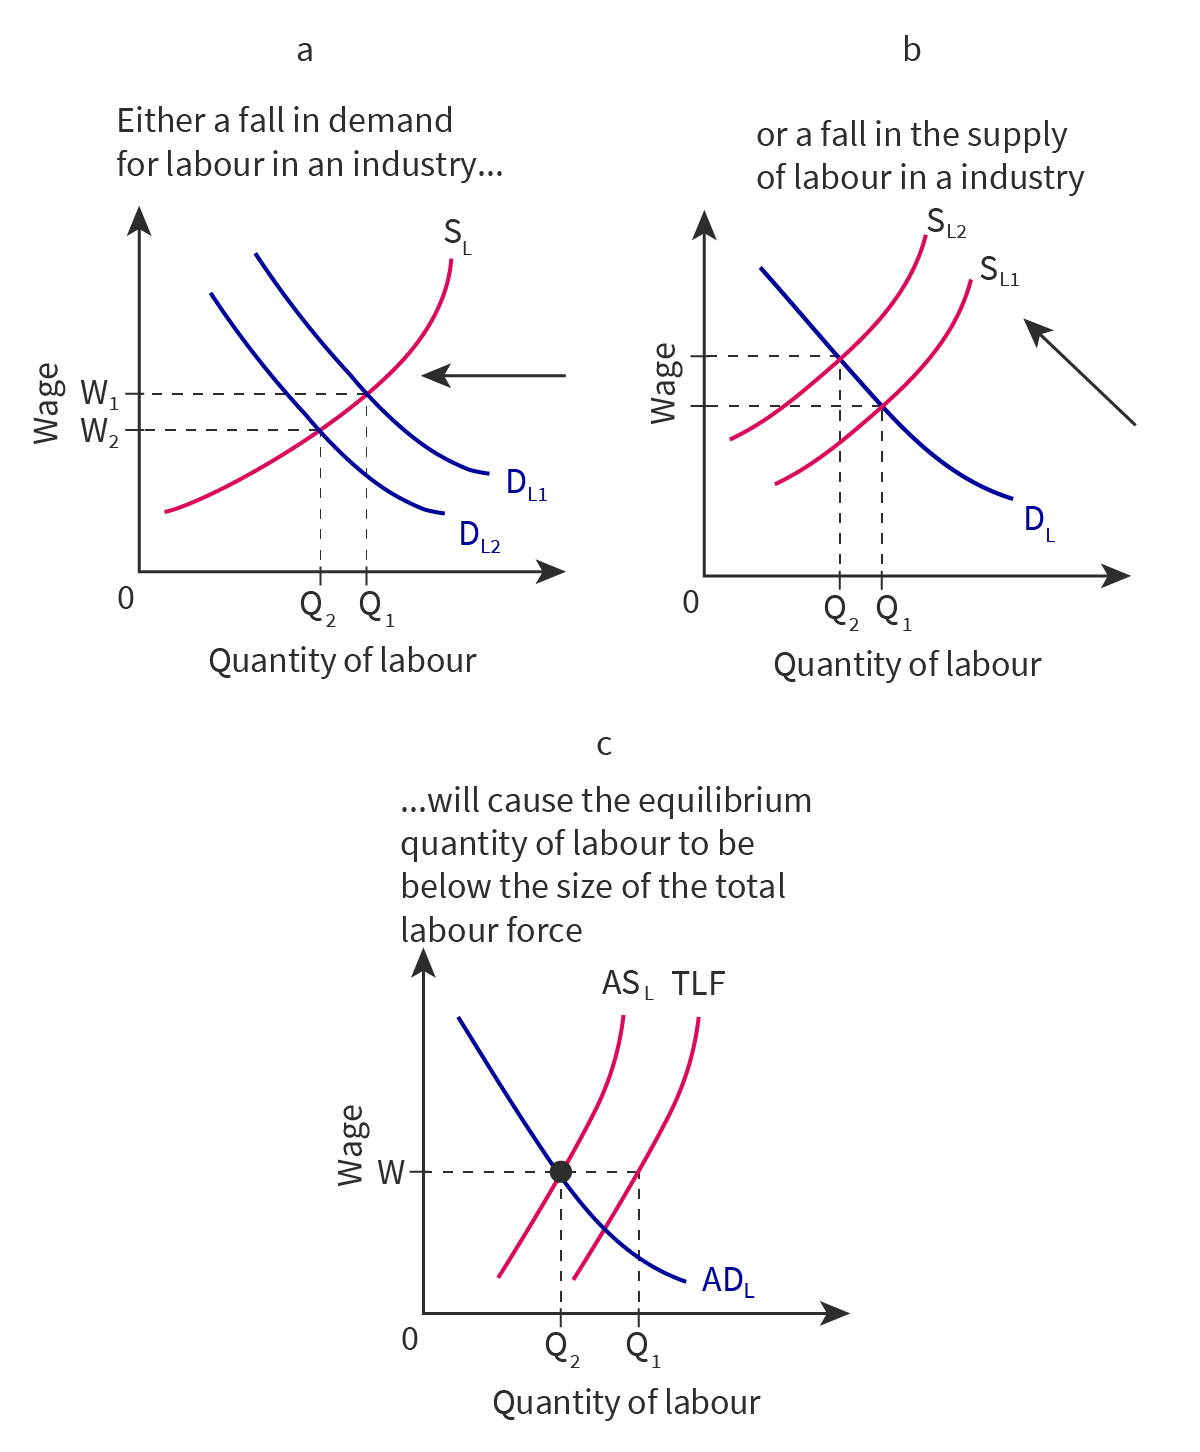 a
Either a fall in demand
for labour in an industry...
S L
Wage
W1
W2
DL1
DL2
0
Q2
Q1
Quantity of labour
b
or a fall in the supply
of labour in a industry
SL2
SL1
Wage
DL
0
Q2
Q1
Quantity of labour
c
...will cause the equilibrium
quantity of labour to be
below the size of the total
labour force
AS L
TLF
Wage
W
ADL
0
Q2
Q1
Quantity of labour